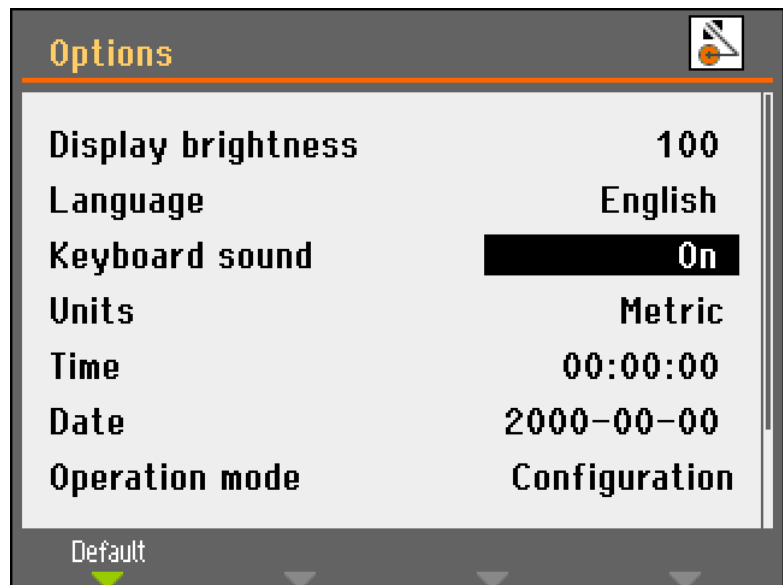 Options
Display brightness 100
Language English
Keyboard sound On
Units Metric
Time 00:00:00
Date 2000-00-00
Operation mode Configuration
Default